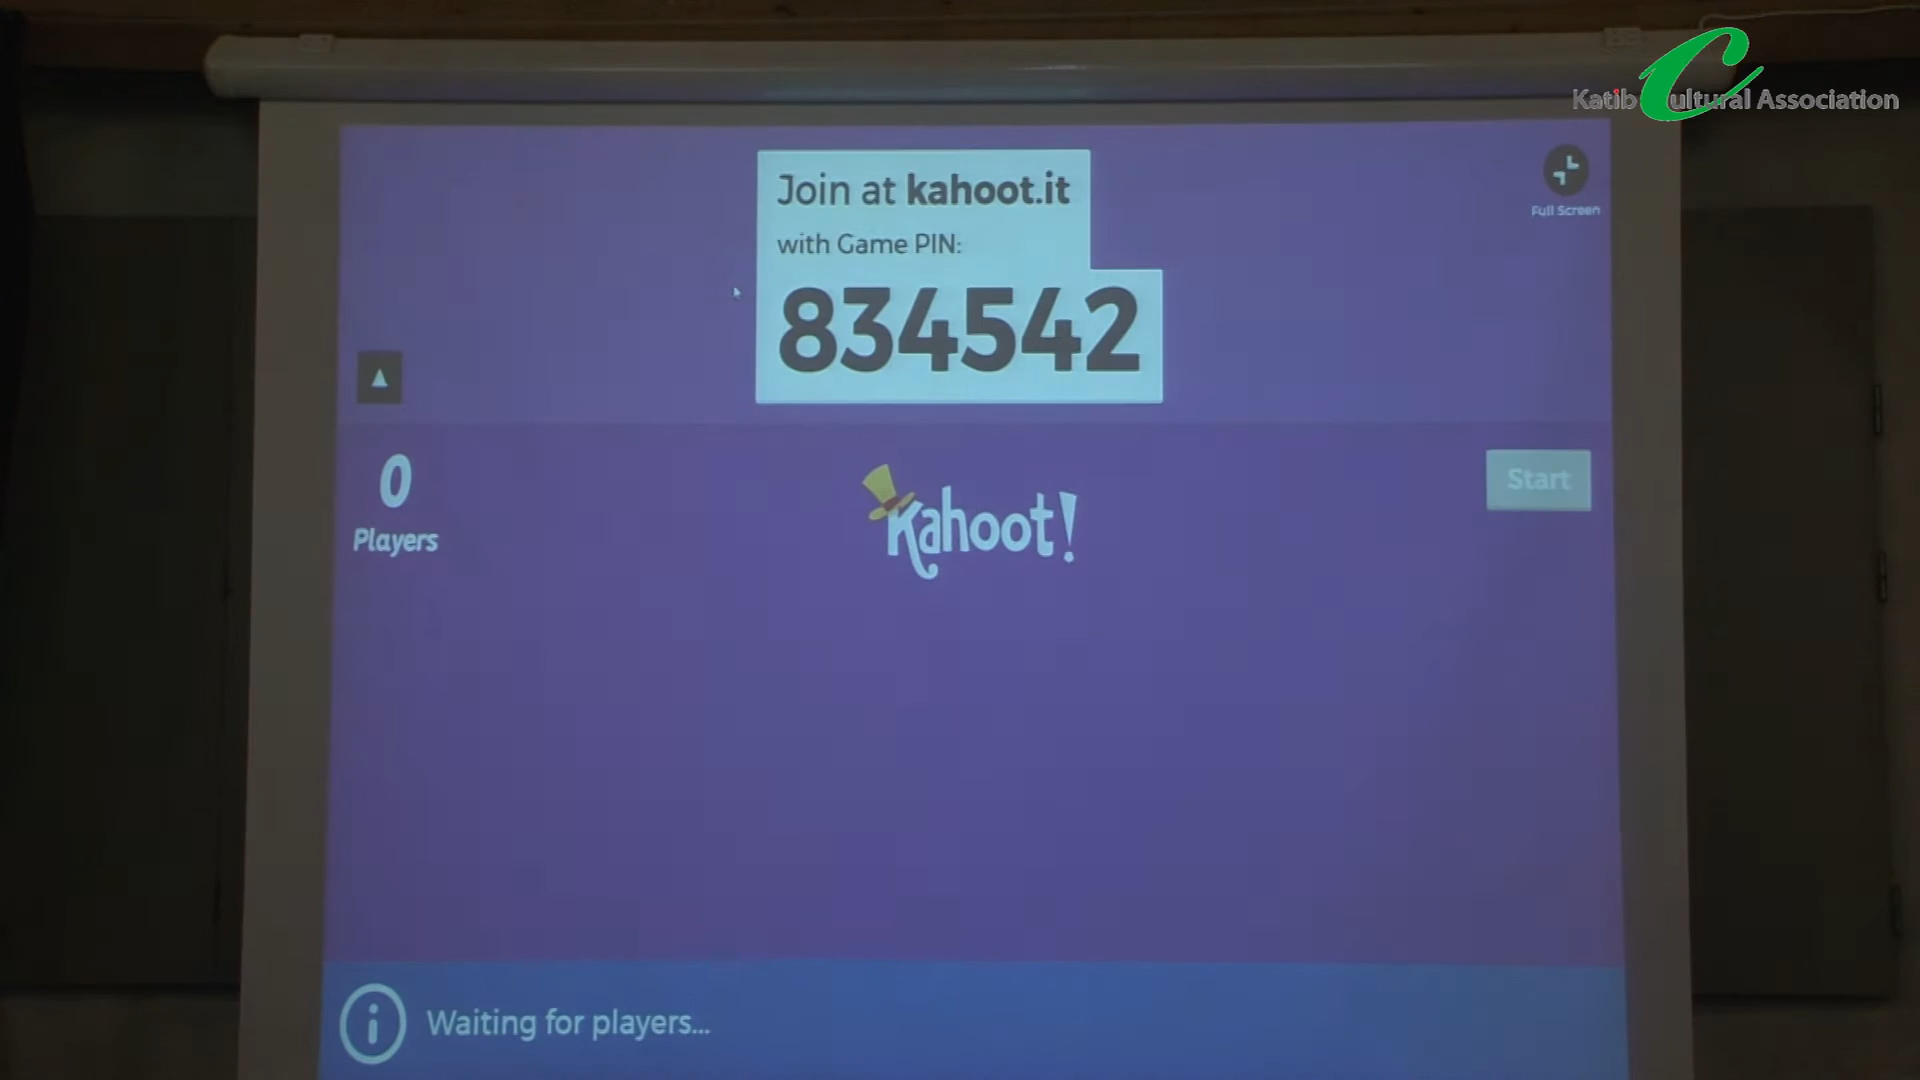 Katib Cultural Association
Join at kahoot.it
with Game PIN:
834542
Full Screen
0
Players
Kahoot!
Start
Waiting for players...